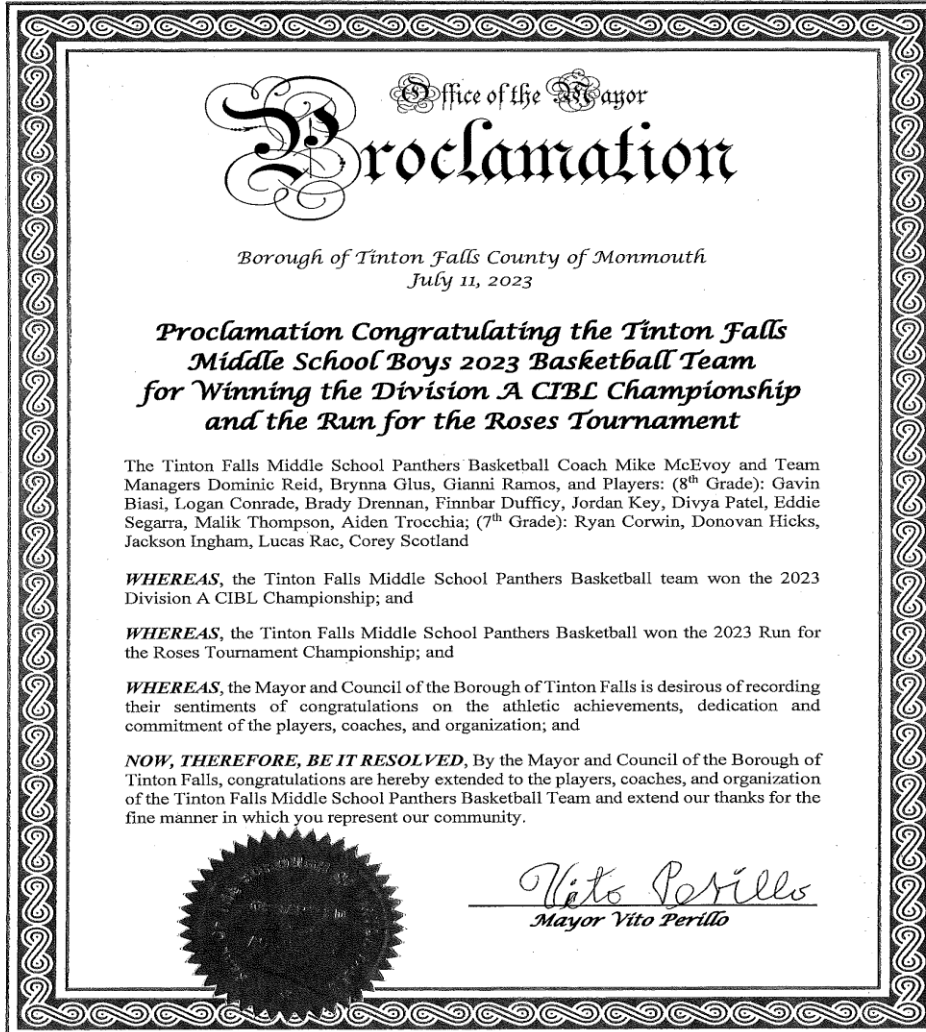 Office of the Mayor
Proclamation
Borough of Tinton Falls County of Monmouth
July 11, 2023
Proclamation Congratulating the Tinton Falls
Middle School Boys 2023 Basketball Team
for Winning the Division A CIBL Championship
and the Run for the Roses Tournament
The Tinton Falls Middle School Panthers Basketball Coach Mike McEvoy and Team
Managers Dominic Reid, Brynna Glus, Gianni Ramos, and Players: (8th Grade): Gavin
Biasi, Logan Conrade, Brady Drennan, Finnbar Dufficy, Jordan Key, Divya Patel, Eddie
Segarra, Malik Thompson, Aiden Trocchia; (7th Grade): Ryan Corwin, Donovan Hicks,
Jackson Ingham, Lucas Rac, Corey Scotland
WHEREAS, the Tinton Falls Middle School Panthers Basketball team won the 2023
Division A CIBL Championship; and
WHEREAS, the Tinton Falls Middle School Panthers Basketball won the 2023 Run for
the Roses Tournament Championship; and
WHEREAS, the Mayor and Council of the Borough of Tinton Falls is desirous of recording
their sentiments of congratulations on the athletic achievements, dedication and
commitment of the players, coaches, and organization; and
NOW, THEREFORE, BE IT RESOLVED, By the Mayor and Council of the Borough of
Tinton Falls, congratulations are hereby extended to the players, coaches, and organization
of the Tinton Falls Middle School Panthers Basketball Team and extend our thanks for the
fine manner in which you represent our community.
Vito Perillo
Mayor Vito Perillo